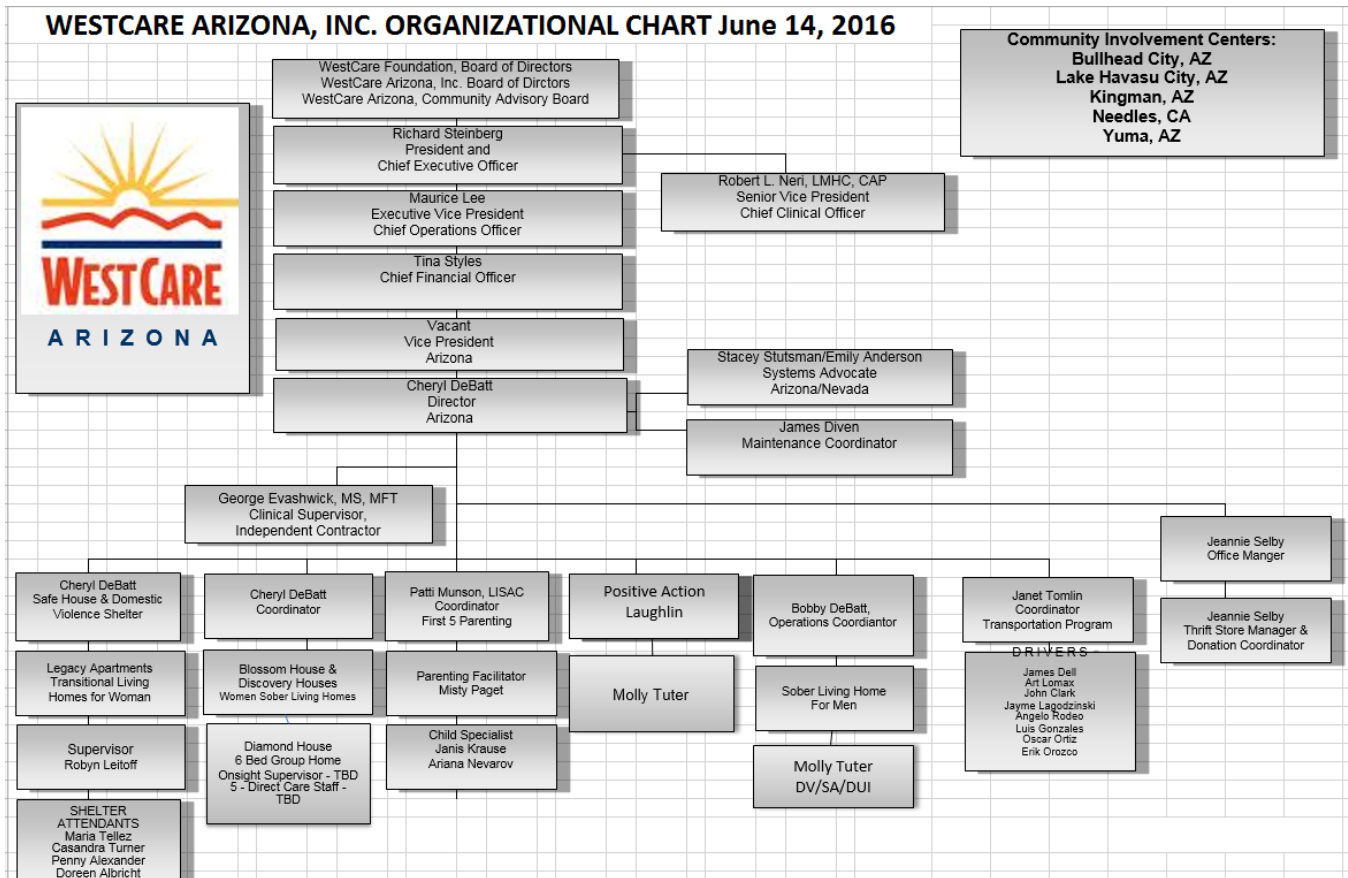 WESTCARE ARIZONA, INC. ORGANIZATIONAL CHART June 14, 2016
Community Involvement Centers:
Bullhead City, AZ
Lake Havasu City, AZ
Kingman, AZ
Needles, CA
Yuma, AZ
WestCare Foundation, Board of Directors
WestCare Arizona, Inc. Board of Dirctors
WestCare Arizona, Community Advisory Board
WESTCARE
ARIZONA
Richard Steinberg
President and
Chief Executive Officer
Robert L. Neri, LMHC, CAP
Senior Vice President
Chief Clinical Officer
Maurice Lee
Executive Vice President
Chief Operations Officer
Tina Styles
Chief Financial Officer
Vacant
Vice President
Arizona
Cheryl DeBatt
Director
Arizona
Stacey Stutsman/Emily Anderson
Systems Advocate
Arizona/Nevada
James Diven
Maintenance Coordinator
George Evashwick, MS, MFT
Clinical Supervisor,
Independent Contractor
Jeannie Selby
Office Manger
Jeannie Selby
Thrift Store Manager &
Donation Coordinator
Cheryl DeBatt
Safe House & Domestic
Violence Shelter
Legacy Apartments
Transitional Living
Homes for Woman
Supervisor
Robyn Leitoff
SHELTER
ATTENDANTS
Maria Tellez
Casandra Turner
Penny Alexander
Doreen Albricht
Cheryl DeBatt
Coordinator
Blossom House &
Discovery Houses
Women Sober Living Homes
Diamond House
6 Bed Group Home
Onsight Supervisor - TBD
5 - Direct Care Staff -
TBD
Patti Munson, LISAC
Coordinator
First 5 Parenting
Parenting Facilitator
Misty Paget
Child Specialist
Janis Krause
Ariana Nevarov
Positive Action
Laughlin
Molly Tuter
Bobby DeBatt,
Operations Coordiantor
Sober Living Home
For Men
Molly Tuter
DV/SA/DUI
Janet Tomlin
Coordinator
Transportation Program
DRIVERS -
James Dell
Art Lomax
John Clark
Jayme Lagodzinski
Angelo Rodeo
Luis Gonzales
Oscar Ortiz
Erik Orozco